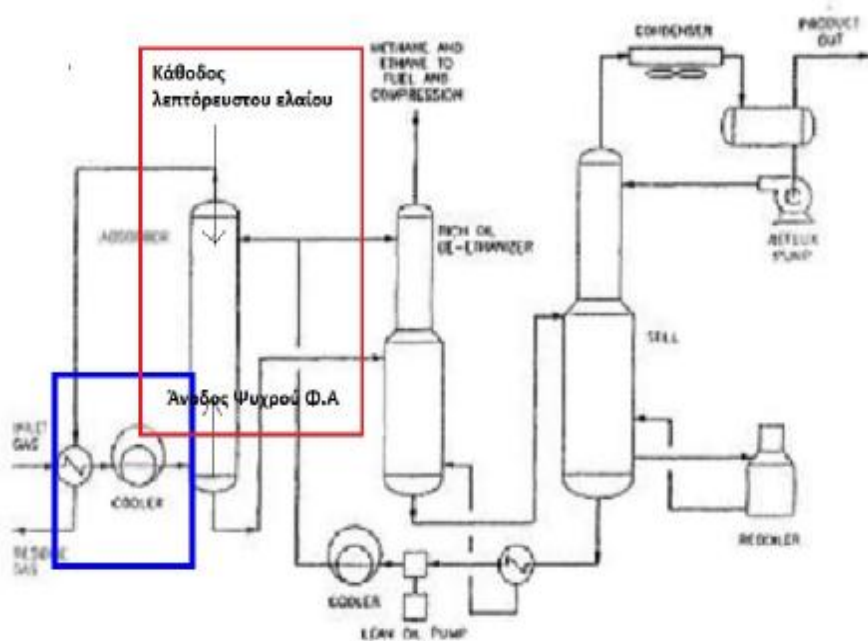 Κάθοδος
λεπτόρευστου ελαίου
METHANE AND
ETHANE TO
FUEL AND
COMPRESSION
CONDENSER
PRODUCT
OUT
ABSORBER
RICH OIL
DE-ETHANIZER
REFLUX
PUMP
STILL
Άνοδος Ψυχρού Φ.Α
INLET
GAS
COOLER
RESIDUE
GAS
REBOILER
COOLER
LEAN OIL PUMP